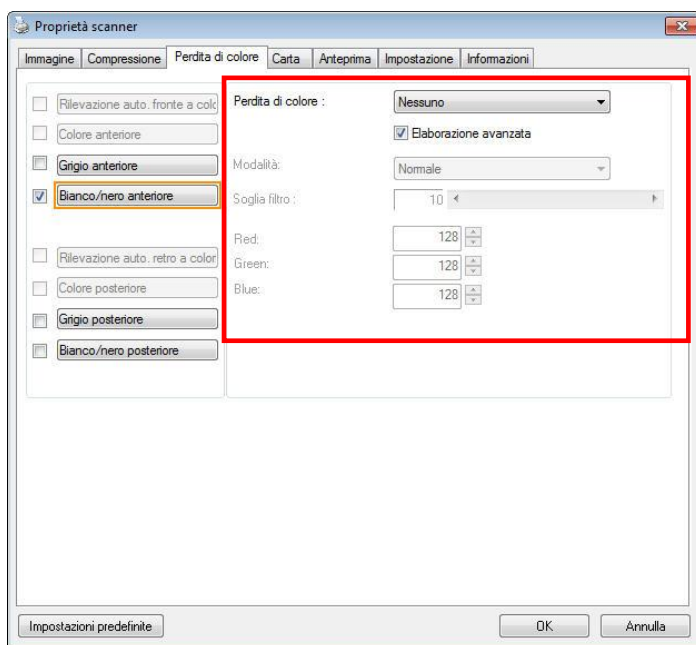 Proprietà scanner
Immagine Compressione Perdita di colore Carta Anteprima Impostazione Informazioni
Rilevazione auto. fronte a colo
Colore anteriore
Grigio anteriore
Bianco/nero anteriore
Rilevazione auto. retro a color
Colore posteriore
Grigio posteriore
Bianco/nero posteriore
Perdita di colore : Nessuno
Elaborazione avanzata
Modalità: Normale
Soglia filtro : 10
Red: 128
Green: 128
Blue: 128
Impostazioni predefinite OK Annulla